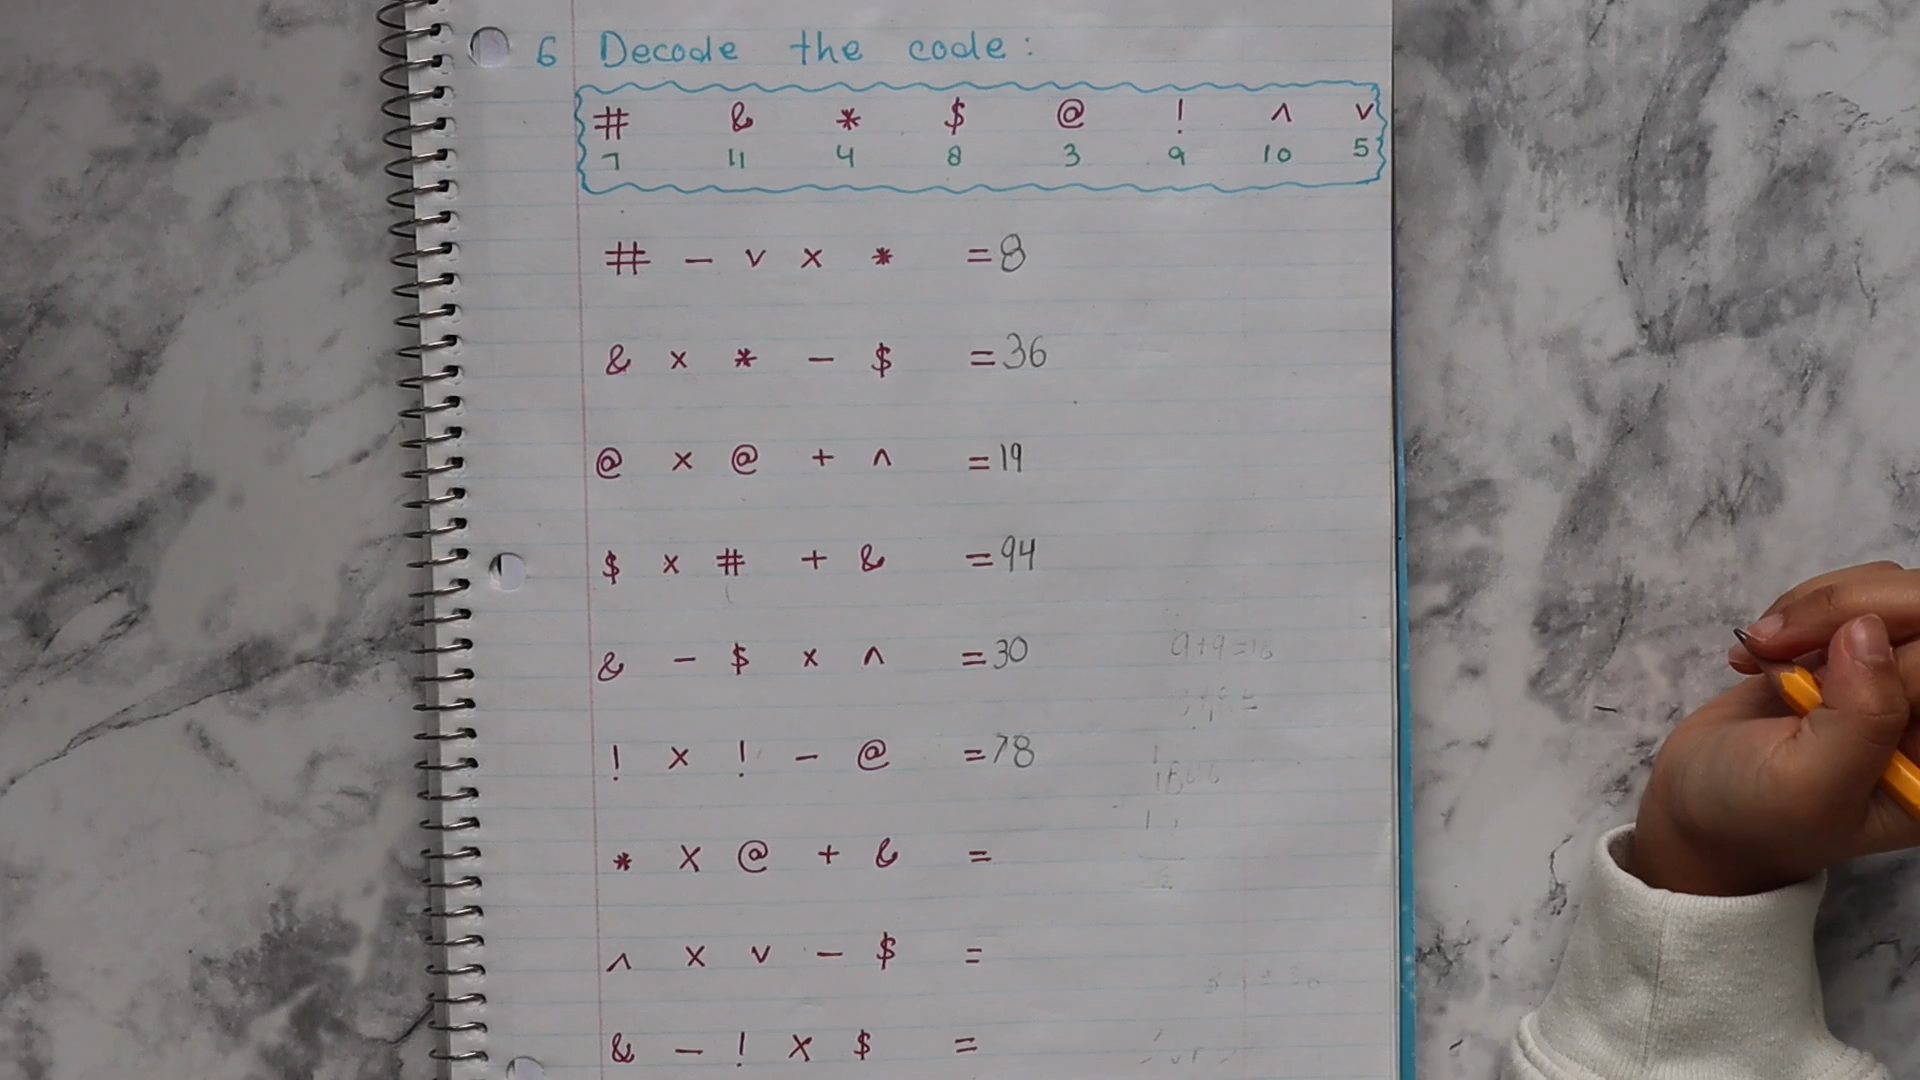 6 Decode the code:
# & * $ @ ! ^ v
7 11 4 8 3 9 10 5
# - v x * = 8
& x * - $ = 36
@ x @ + ^ = 19
$ x # + & = 94
& - $ x ^ = 30
! x ! - @ = 78
* x @ + & =
^ x v - $ =
& - ! x $ =